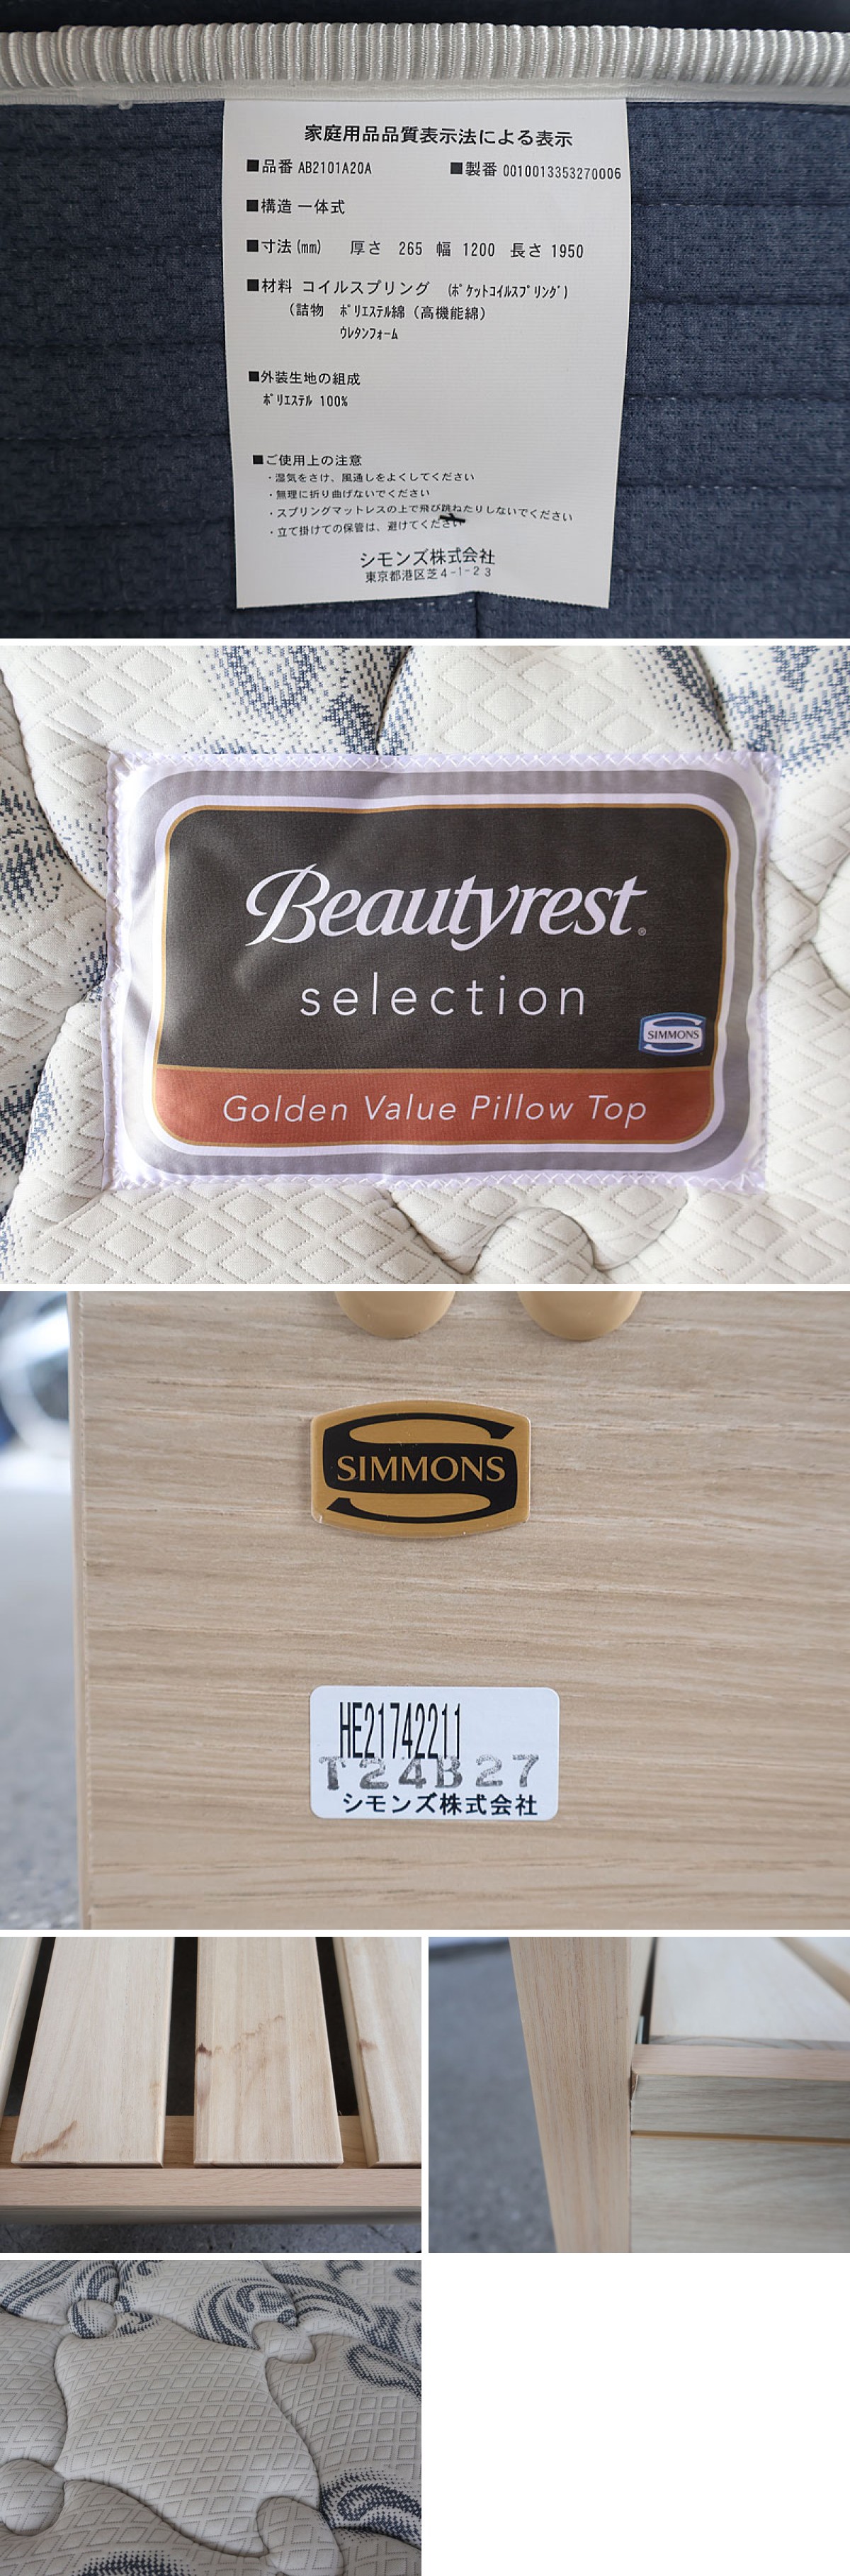 家庭用品品質表示法による表示
■品番 AB2101A20A ■製番 0010013353270006
■構造 一体式
■寸法(mm) 厚さ 265 幅 1200 長さ 1950
■材料 コイルスプリング (ﾎﾟｹｯﾄｺｲﾙｽﾌﾟﾘﾝｸﾞ)
(詰物 ﾎﾟﾘｴｽﾃﾙ綿(高機能綿)
ｳﾚﾀﾝﾌｫｰﾑ
■外装生地の組成
ﾎﾟﾘｴｽﾃﾙ 100%
■ご使用上の注意
・湿気をさけ、風通しをよくしてください
・無理に折り曲げないでください
・スプリングマットレスの上で飛び跳ねたりしないでください
・立て掛けての保管は、避けてください
シモンズ株式会社
東京都港区芝4-1-23
Beautyrest®
selection
SIMMONS
Golden Value Pillow Top
SIMMONS
HE21742211
T24B27
シモンズ株式会社